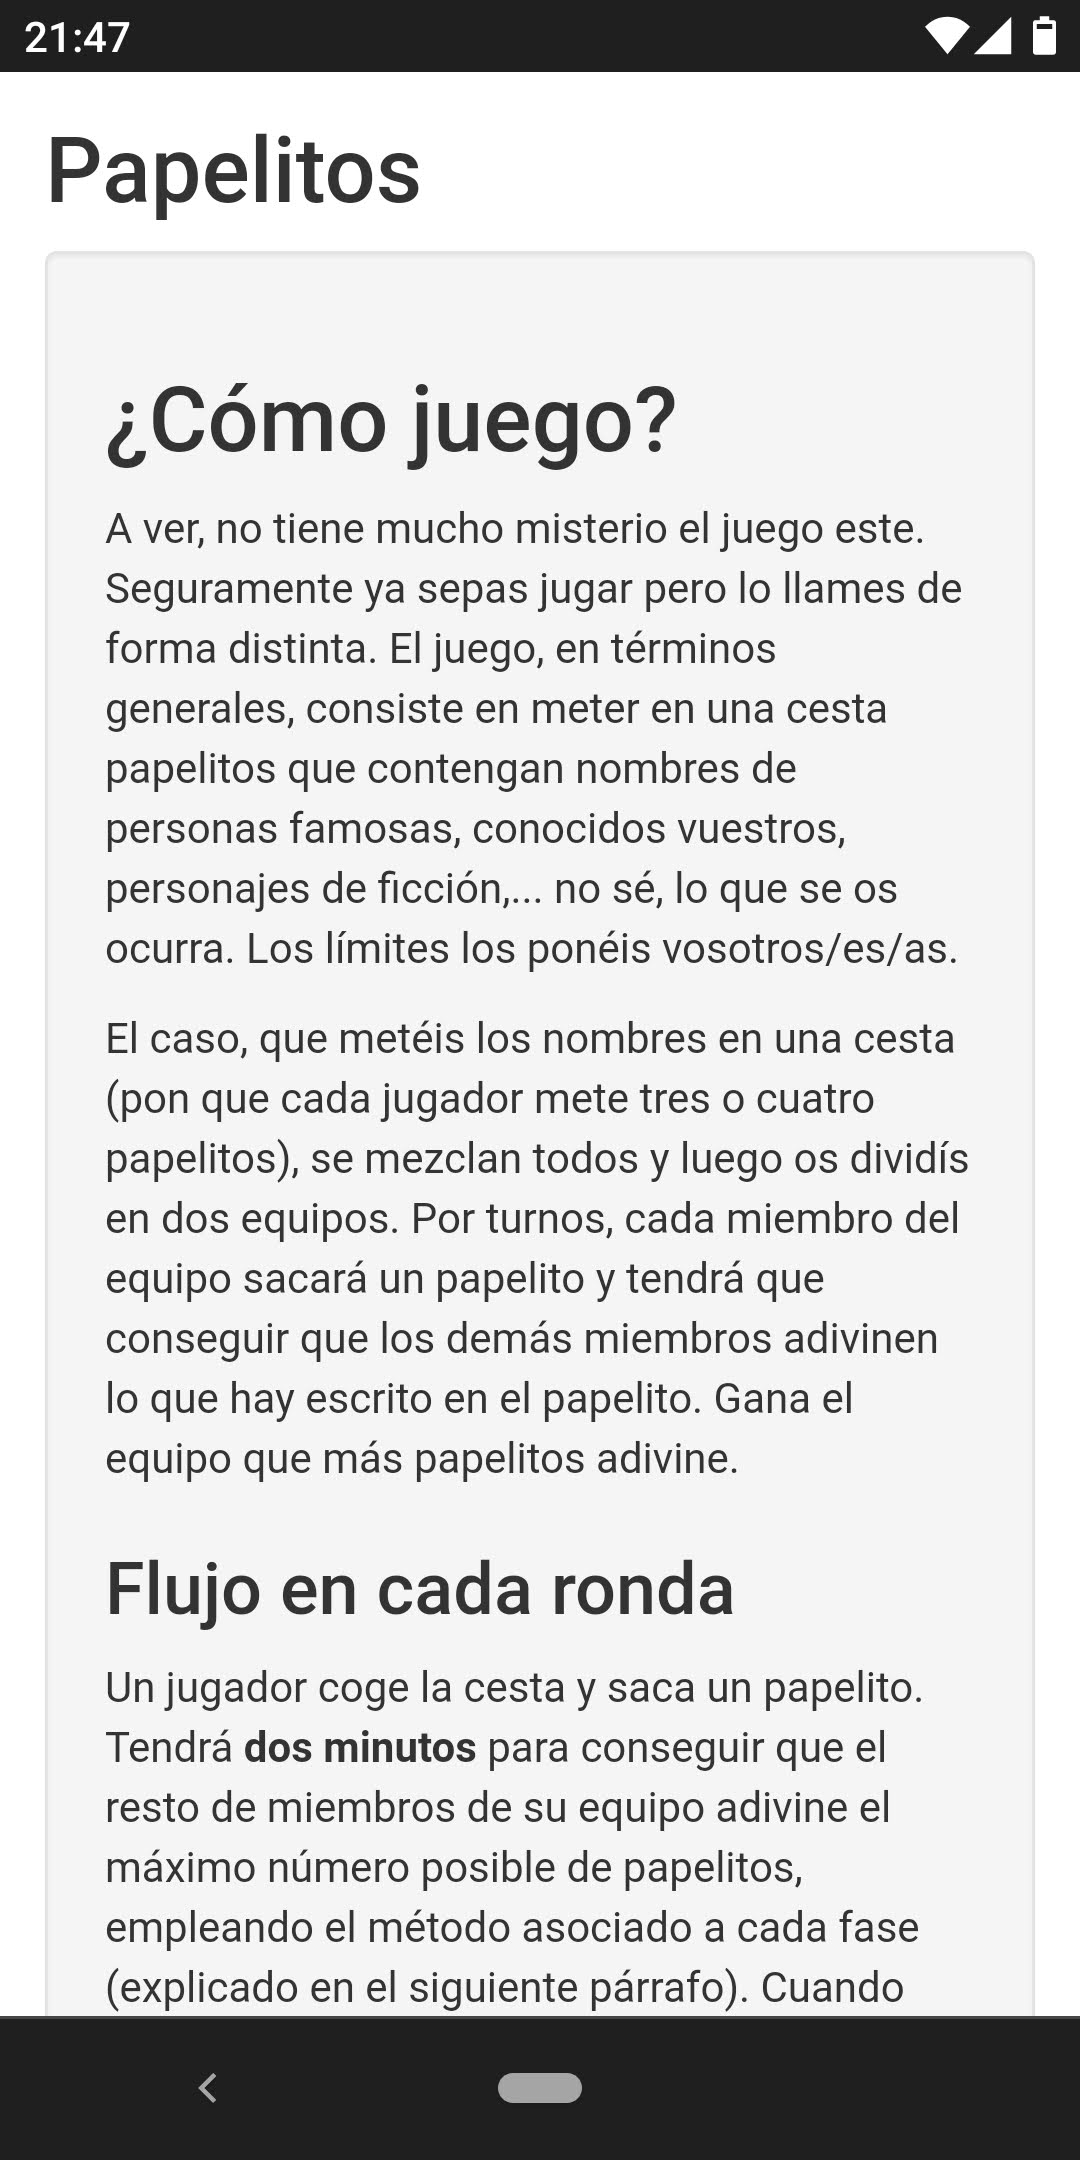 21:47
Papelitos
¿Cómo juego?
A ver, no tiene mucho misterio el juego este.
Seguramente ya sepas jugar pero lo llames de
forma distinta. El juego, en términos
generales, consiste en meter en una cesta
papelitos que contengan nombres de
personas famosas, conocidos vuestros,
personajes de ficción,... no sé, lo que se os
ocurra. Los límites los ponéis vosotros/es/as.
El caso, que metéis los nombres en una cesta
(pon que cada jugador mete tres o cuatro
papelitos), se mezclan todos y luego os dividís
en dos equipos. Por turnos, cada miembro del
equipo sacará un papelito y tendrá que
conseguir que los demás miembros adivinen
lo que hay escrito en el papelito. Gana el
equipo que más papelitos adivine.
Flujo en cada ronda
Un jugador coge la cesta y saca un papelito.
Tendrá dos minutos para conseguir que el
resto de miembros de su equipo adivine el
máximo número posible de papelitos,
empleando el método asociado a cada fase
(explicado en el siguiente párrafo). Cuando